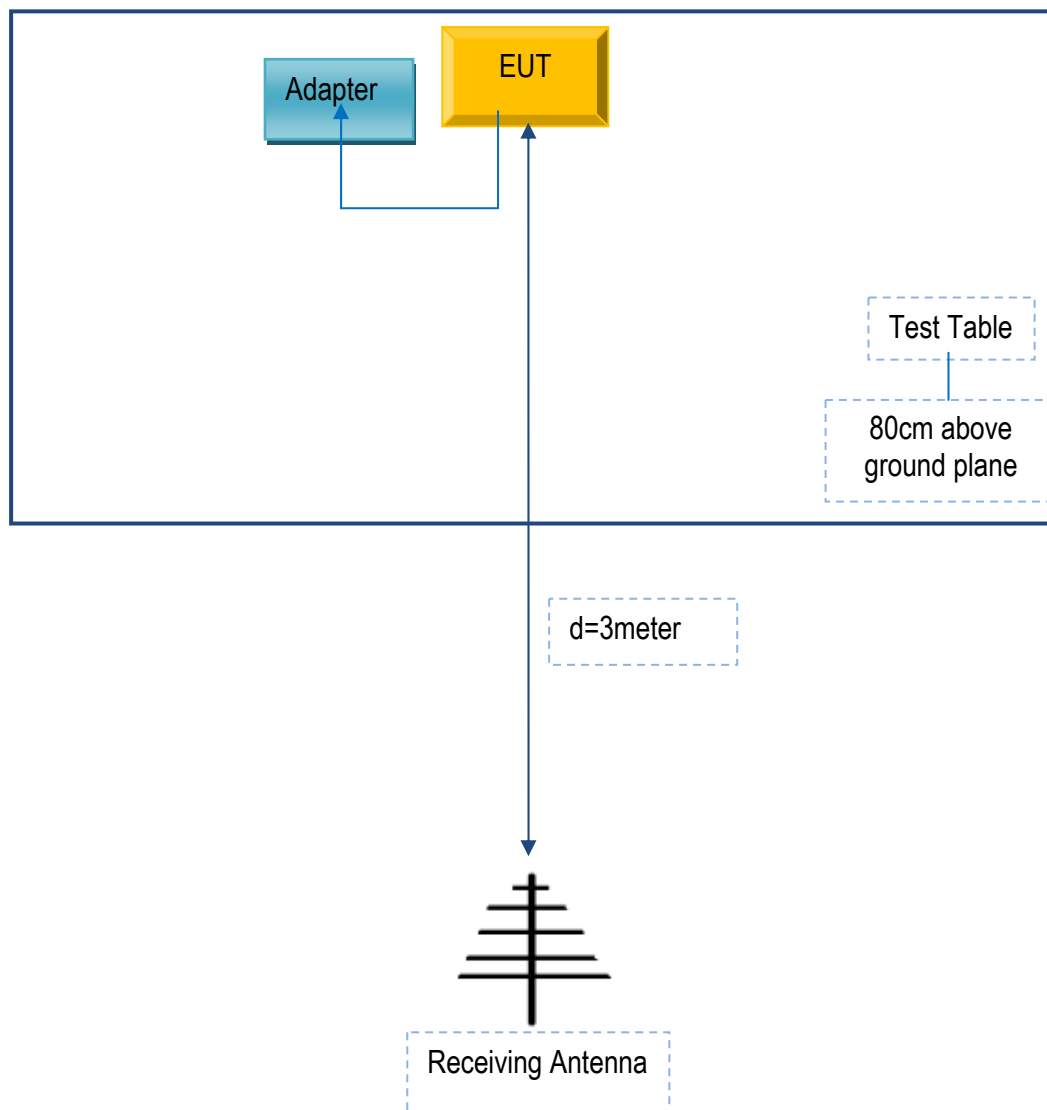 EUT
Adapter
Test Table
80cm above
ground plane
d=3meter
Receiving Antenna